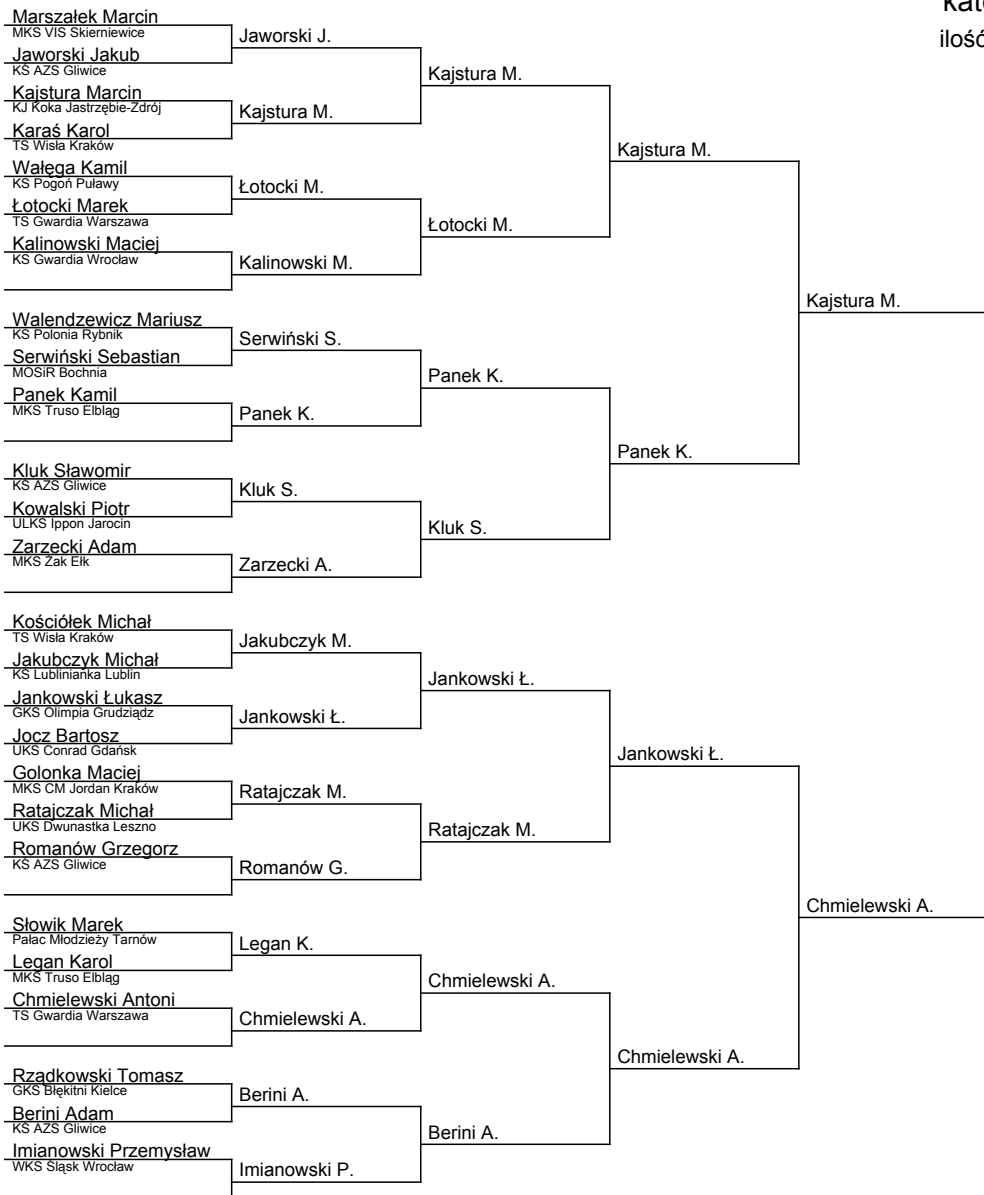 kat
ilość
Marszałek Marcin
MKS VIS Skierniewice
Jaworski Jakub
KS AZS Gliwice
Kajstura Marcin
KJ Koka Jastrzębie-Zdrój
Karaś Karol
TS Wisła Kraków
Wałęga Kamil
KS Pogoń Puławy
Łotocki Marek
TS Gwardia Warszawa
Kalinowski Maciej
KS Gwardia Wrocław
Walendzewicz Mariusz
KS Polonia Rybnik
Serwiński Sebastian
MOSiR Bochnia
Panek Kamil
MKS Truso Elbląg
Kluk Sławomir
KS AZS Gliwice
Kowalski Piotr
ULKS Ippon Jarocin
Zarzecki Adam
MKS Żak Ełk
Kościółek Michał
TS Wisła Kraków
Jakubczyk Michał
KS Lublinianka Lublin
Jankowski Łukasz
GKS Olimpia Grudziądz
Jocz Bartosz
UKS Conrad Gdańsk
Golonka Maciej
MKS CM Jordan Kraków
Ratajczak Michał
UKS Dwunastka Leszno
Romanów Grzegorz
KS AZS Gliwice
Słowik Marek
Pałac Młodzieży Tarnów
Legan Karol
MKS Truso Elbląg
Chmielewski Antoni
TS Gwardia Warszawa
Rządkowski Tomasz
GKS Błękitni Kielce
Berini Adam
KS AZS Gliwice
Imianowski Przemysław
WKS Śląsk Wrocław
Jaworski J.
Kajstura M.
Łotocki M.
Kalinowski M.
Serwiński S.
Panek K.
Kluk S.
Zarzecki A.
Jakubczyk M.
Jankowski Ł.
Ratajczak M.
Romanów G.
Legan K.
Chmielewski A.
Berini A.
Imianowski P.
Kajstura M.
Łotocki M.
Panek K.
Kluk S.
Jankowski Ł.
Ratajczak M.
Chmielewski A.
Berini A.
Kajstura M.
Panek K.
Jankowski Ł.
Chmielewski A.
Kajstura M.
Chmielewski A.